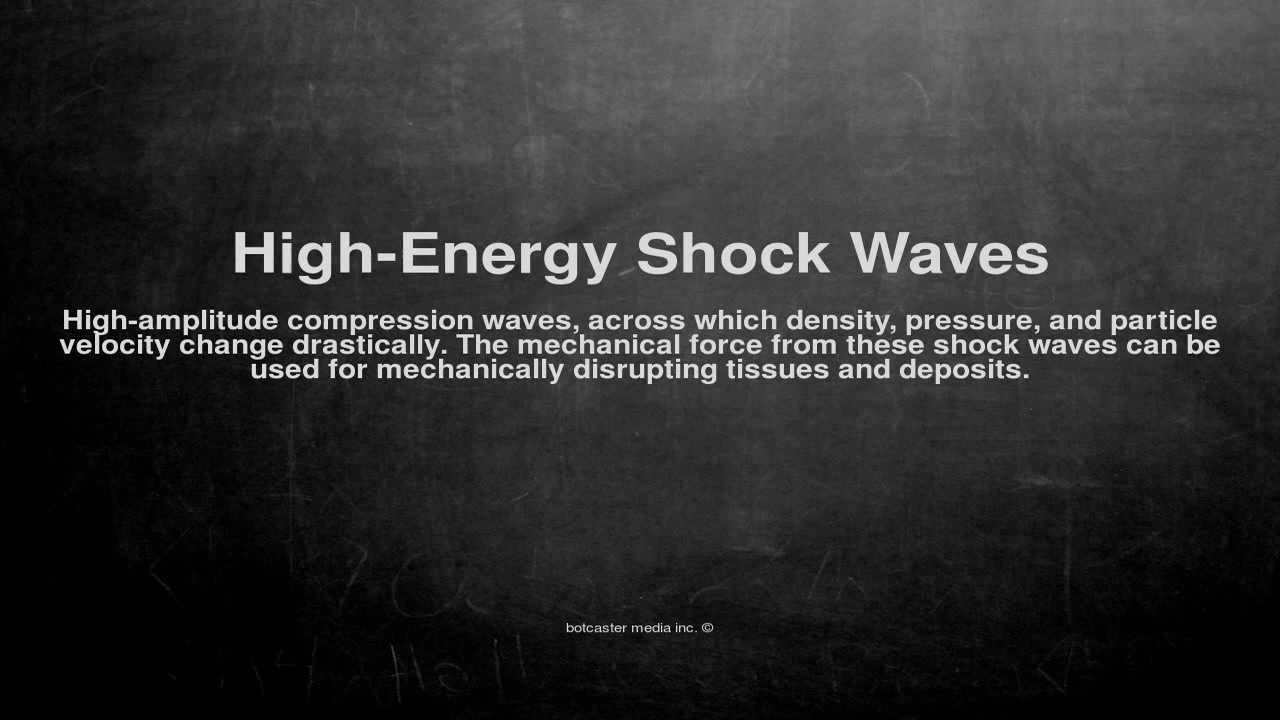 High-Energy Shock Waves
High-amplitude compression waves, across which density, pressure, and particle
velocity change drastically. The mechanical force from these shock waves can be
used for mechanically disrupting tissues and deposits.
botcaster media inc. ©